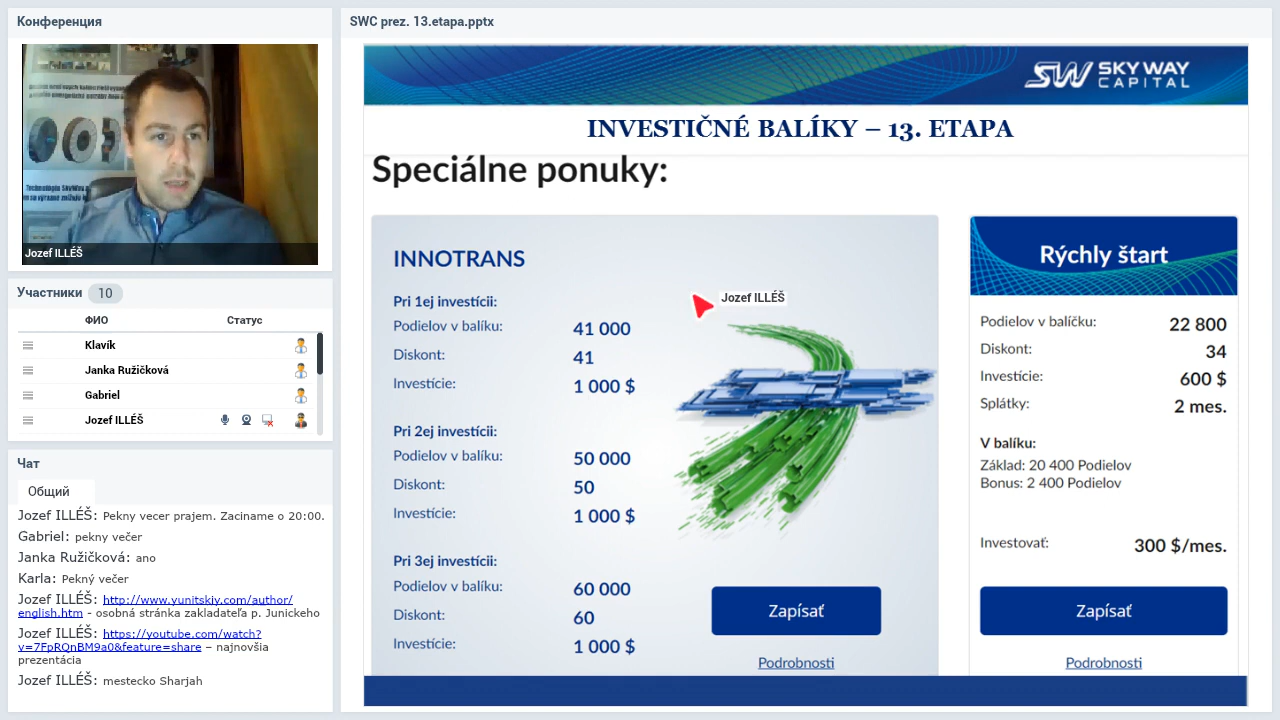 Конференция
Jozef ILLÉŠ
Участники 10
ФИО Статус
Klavík
Janka Ružičková
Gabriel
Jozef ILLÉŠ
Чат
Общий
Jozef ILLÉŠ: Pekny vecer prajem. Zaciname o 20:00.
Gabriel: pekny večer
Janka Ružičková: ano
Karla: Pekný večer
Jozef ILLÉŠ: http://www.yunitskiy.com/author/
english.htm - osobná stránka zakladateľa p. Junickeho
Jozef ILLÉŠ: https://youtube.com/watch?
v=7FpRQnBM9a0&feature=share – najnovšia
prezentácia
Jozef ILLÉŠ: mestecko Sharjah
SWC prez. 13.etapa.pptx
SW SKY WAY
CAPITAL
INVESTIČNÉ BALÍKY – 13. ETAPA
Speciálne ponuky:
INNOTRANS
Pri 1ej investícii:
Podielov v balíku: 41 000
Diskont: 41
Investície: 1 000 $
Pri 2ej investícii:
Podielov v balíku: 50 000
Diskont: 50
Investície: 1 000 $
Pri 3ej investícii:
Podielov v balíku: 60 000
Diskont: 60
Investície: 1 000 $
Jozef ILLÉŠ
Zapísať
Podrobnosti
Rýchly štart
Podielov v balíčku: 22 800
Diskont: 34
Investície: 600 $
Splátky: 2 mes.
V balíku:
Základ: 20 400 Podielov
Bonus: 2 400 Podielov
Investovať: 300 $/mes.
Zapísať
Podrobnosti